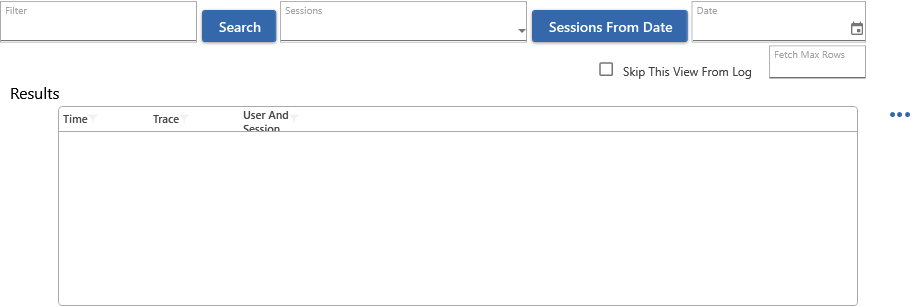 Filter
Search
Sessions
Sessions From Date
Date
Skip This View From Log
Fetch Max Rows
Results
Time
Trace
User And
Session